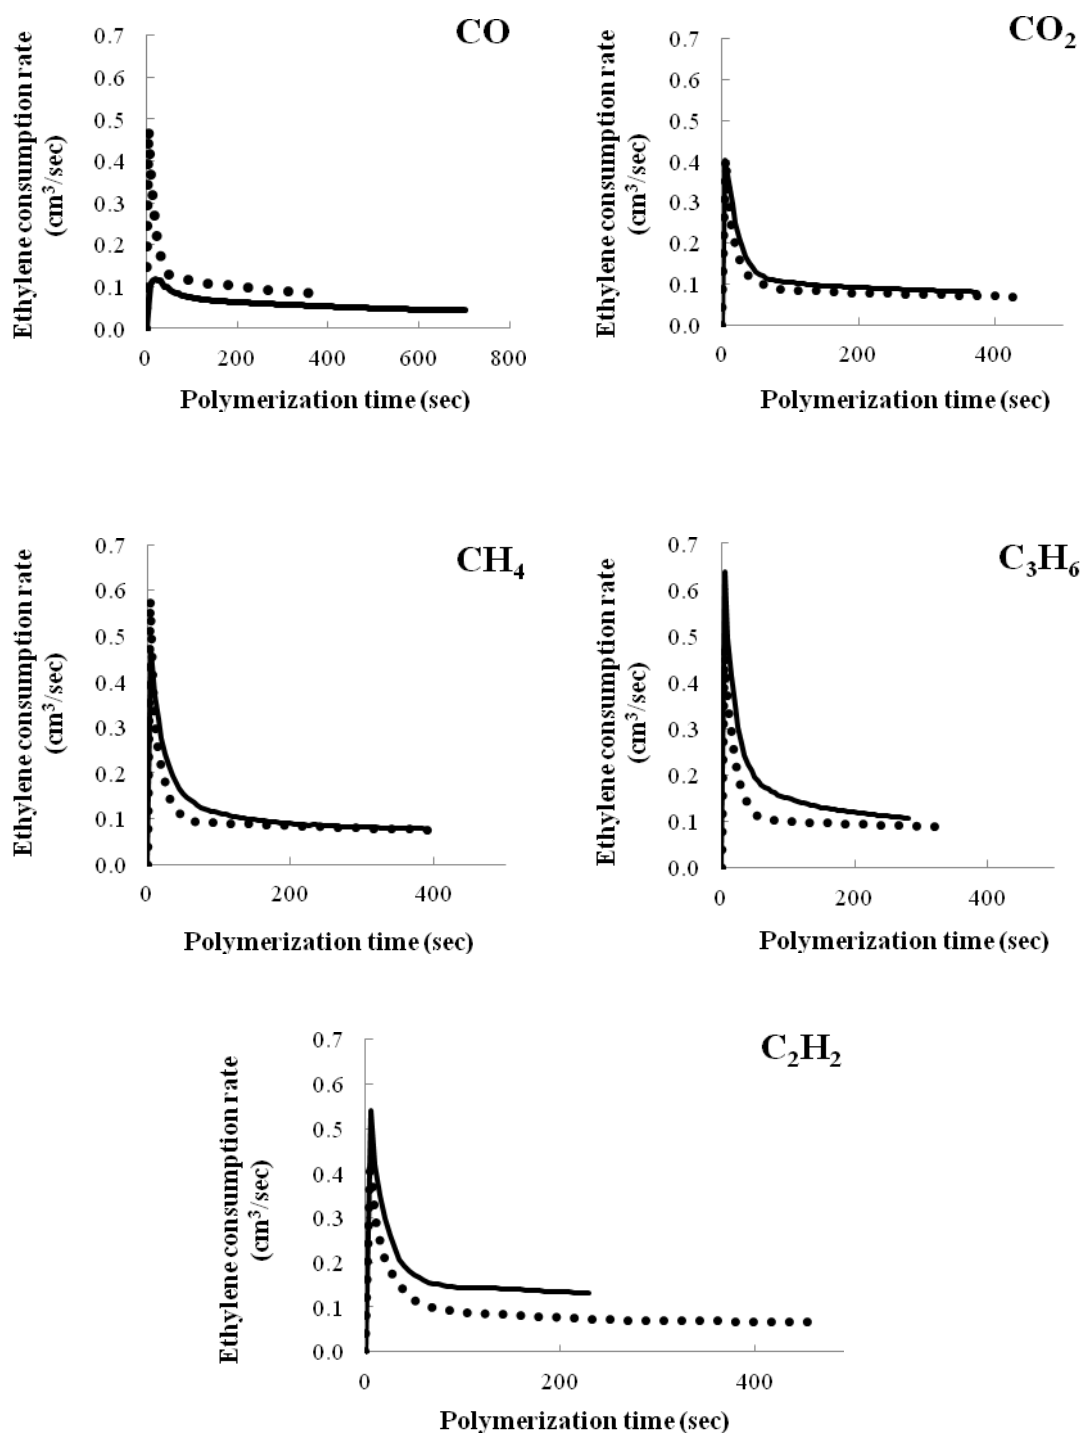 CO
Ethylene consumption rate
(cm³/sec)
0.7
0.6
0.5
0.4
0.3
0.2
0.1
0.0
0 200 400 600 800
Polymerization time (sec)
CO₂
Ethylene consumption rate
(cm³/sec)
0.7
0.6
0.5
0.4
0.3
0.2
0.1
0.0
0 200 400
Polymerization time (sec)
CH₄
Ethylene consumption rate
(cm³/sec)
0.7
0.6
0.5
0.4
0.3
0.2
0.1
0.0
0 200 400
Polymerization time (sec)
C₃H₆
Ethylene consumption rate
(cm³/sec)
0.7
0.6
0.5
0.4
0.3
0.2
0.1
0.0
0 200 400
Polymerization time (sec)
C₂H₂
Ethylene consumption rate
(cm³/sec)
0.7
0.6
0.5
0.4
0.3
0.2
0.1
0.0
0 200 400
Polymerization time (sec)